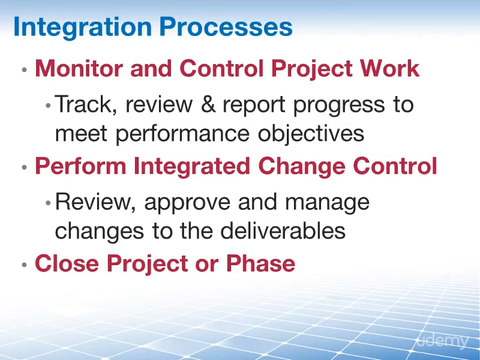 Integration Processes
• Monitor and Control Project Work
• Track, review & report progress to
meet performance objectives
• Perform Integrated Change Control
• Review, approve and manage
changes to the deliverables
• Close Project or Phase
udemy